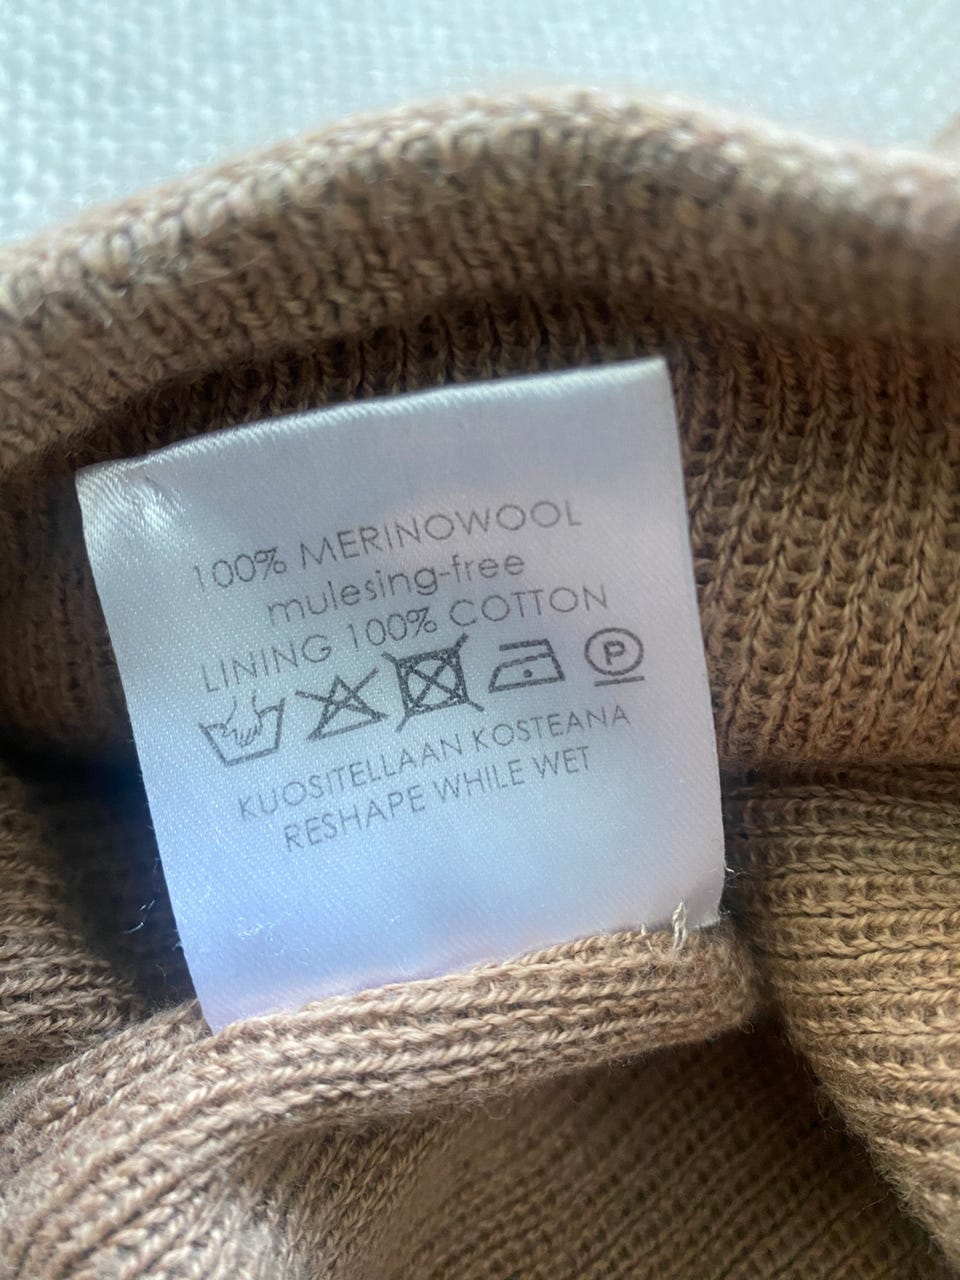 100% MERINOWOOL
mulesing-free
LINING 100% COTTON
P
KUOSITELLAAN KOSTEANA
RESHAPE WHILE WET